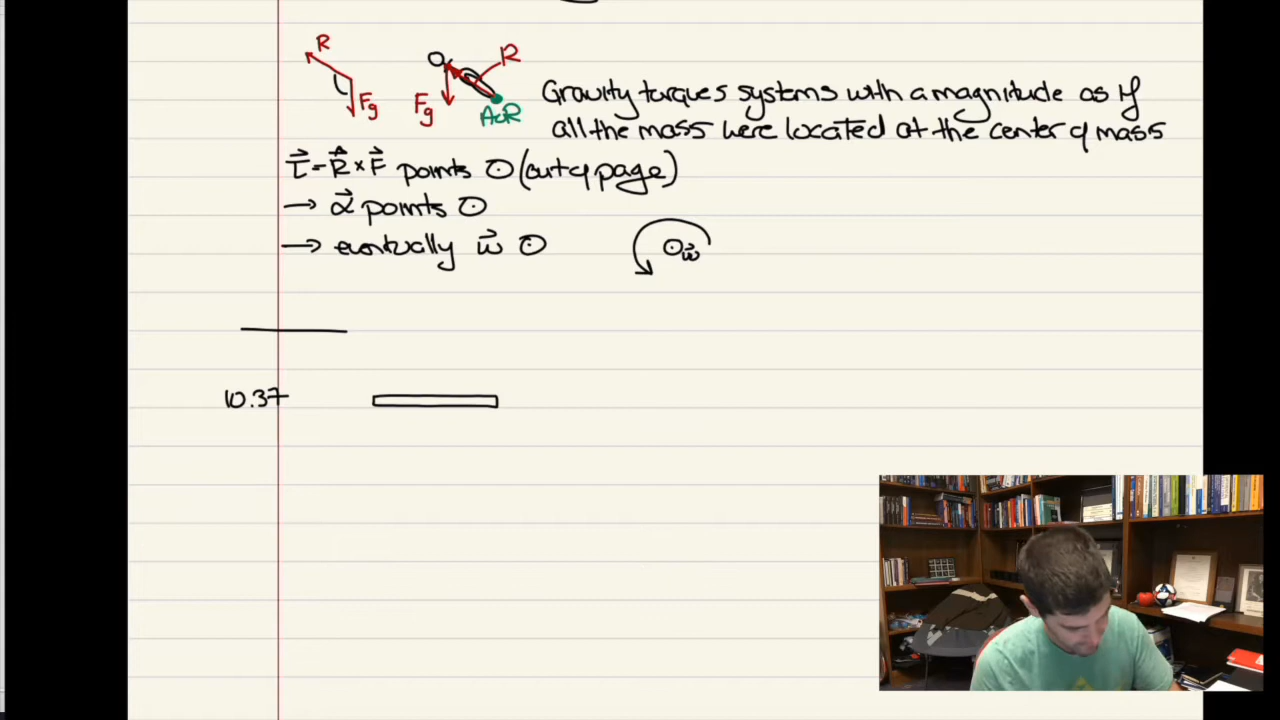 R
Fg
R
Fg
AoR
Gravity torques systems with a magnitude as if
all the mass were located at the center of mass
τ⃗ = R⃗ × F⃗ points ⊙ (out of page)
→ α⃗ points ⊙
→ eventually ω⃗ ⊙
⊙ ω⃗
10.37